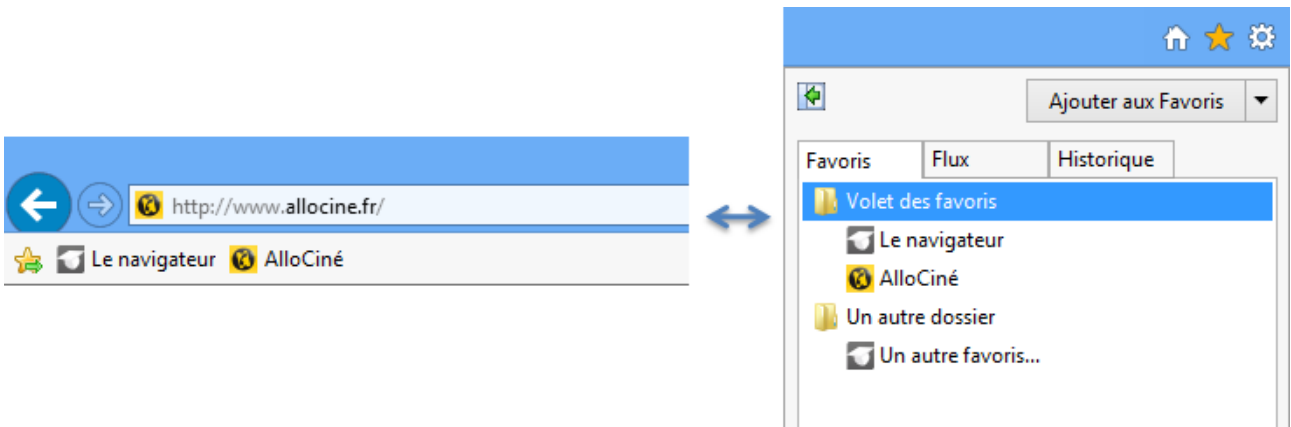 http://www.allocine.fr/
Le navigateur AlloCiné
Ajouter aux Favoris
Favoris Flux Historique
Volet des favoris
Le navigateur
AlloCiné
Un autre dossier
Un autre favoris...